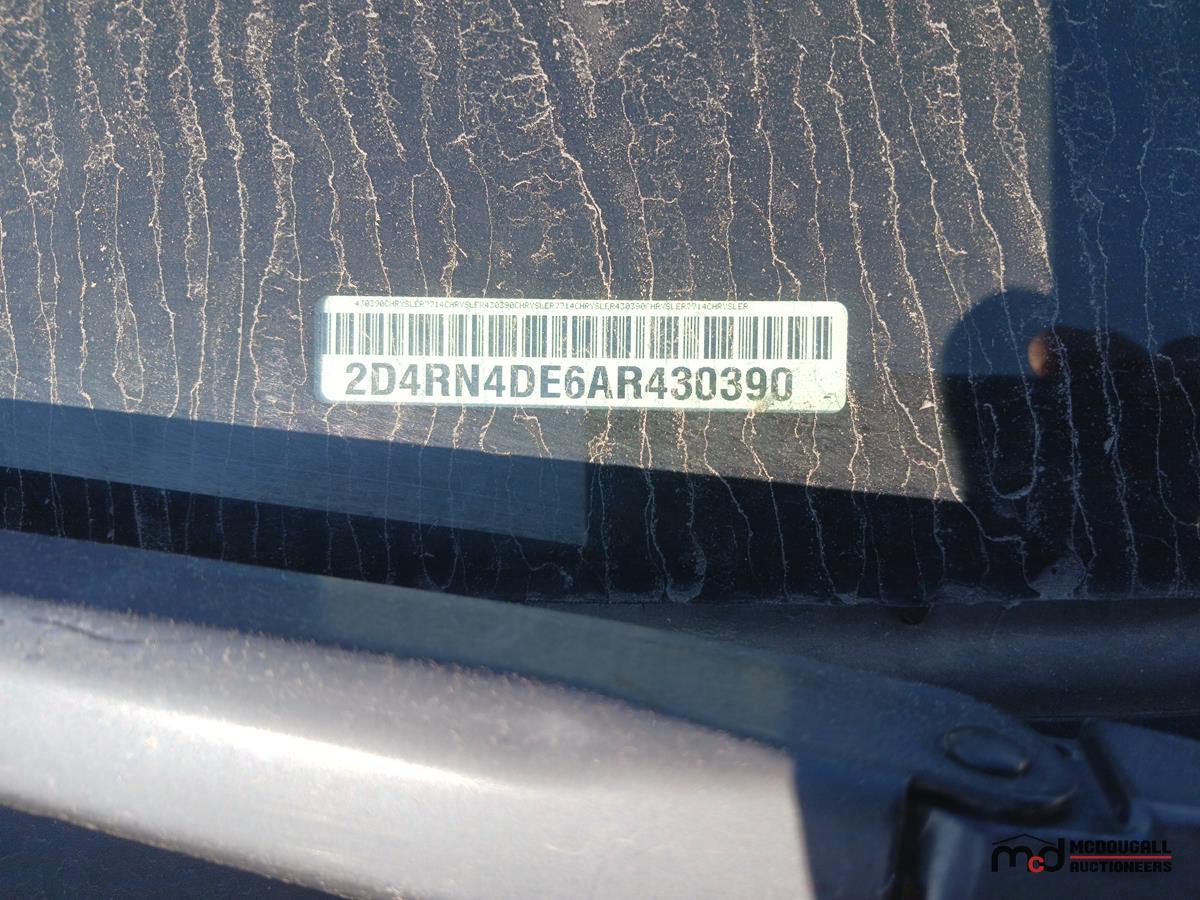 430390CHRYSLER7714CHRYSLER430390CHRYSLER7714CHRYSLER430390CHRYSLER7714CHRYSLER
2D4RN4DE6AR430390
mcd
MCDOUGALL
AUCTIONEERS